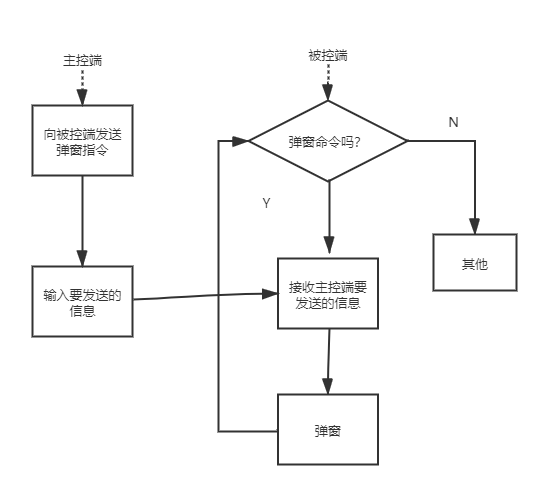 主控端
被控端
向被控端发送
弹窗指令
弹窗命令吗?
N
Y
输入要发送的
信息
接收主控端要
发送的信息
其他
弹窗